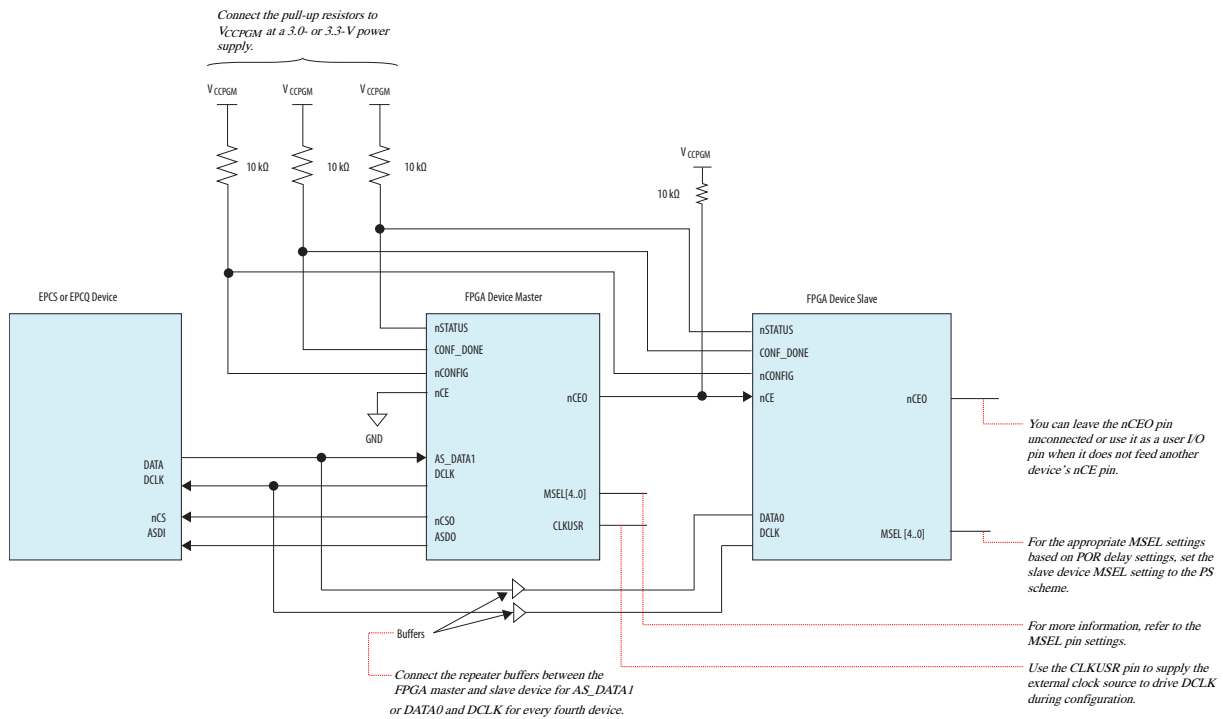 Connect the pull-up resistors to
VCCPGM at a 3.0- or 3.3-V power
supply.
V CCPGM
V CCPGM
V CCPGM
10 kΩ
10 kΩ
10 kΩ
V CCPGM
10 kΩ
EPCS or EPCQ Device
DATA
DCLK
nCS
ASDI
FPGA Device Master
nSTATUS
CONF_DONE
nCONFIG
nCE
nCEO
GND
AS_DATA1
DCLK
MSEL[4..0]
nCSO
CLKUSR
ASDO
FPGA Device Slave
nSTATUS
CONF_DONE
nCONFIG
nCE
nCEO
DATA0
DCLK
MSEL [4..0]
You can leave the nCEO pin
unconnected or use it as a user I/O
pin when it does not feed another
device's nCE pin.
For the appropriate MSEL settings
based on POR delay settings, set the
slave device MSEL setting to the PS
scheme.
For more information, refer to the
MSEL pin settings.
Use the CLKUSR pin to supply the
external clock source to drive DCLK
during configuration.
Buffers
Connect the repeater buffers between the
FPGA master and slave device for AS_DATA1
or DATA0 and DCLK for every fourth device.